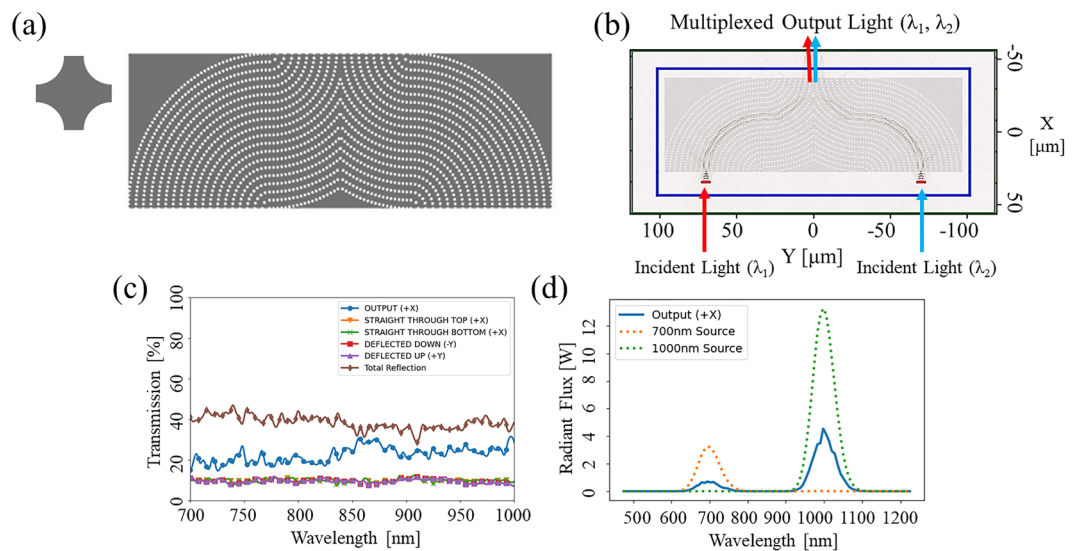 (a)
(b)
Multiplexed Output Light (λ₁, λ₂)
-50
0
50
X
[μm]
100
50
0
-50
-100
Y [μm]
Incident Light (λ₁)
Incident Light (λ₂)
(c)
OUTPUT (+X)
STRAIGHT THROUGH TOP (+X)
STRAIGHT THROUGH BOTTOM (+X)
DEFLECTED DOWN (-Y)
DEFLECTED UP (+Y)
Total Reflection
Transmission [%]
100
80
60
40
20
0
700
750
800
850
900
950
1000
Wavelength [nm]
(d)
Output (+X)
700nm Source
1000nm Source
Radiant Flux [W]
12
10
8
6
4
2
0
500
600
700
800
900
1000
1100
1200
Wavelength [nm]